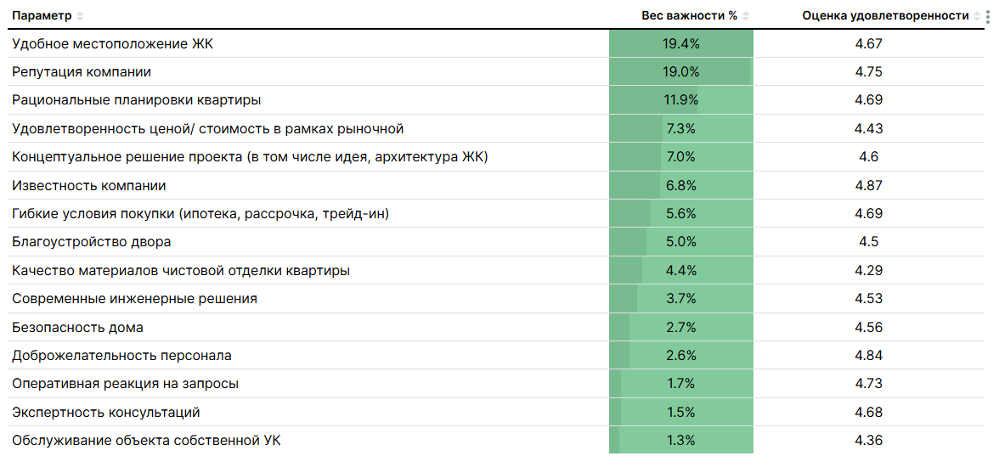 Параметр Вес важности % Оценка удовлетворенности
Удобное местоположение ЖК 19.4% 4.67
Репутация компании 19.0% 4.75
Рациональные планировки квартиры 11.9% 4.69
Удовлетворенность ценой/ стоимость в рамках рыночной 7.3% 4.43
Концептуальное решение проекта (в том числе идея, архитектура ЖК) 7.0% 4.6
Известность компании 6.8% 4.87
Гибкие условия покупки (ипотека, рассрочка, трейд-ин) 5.6% 4.69
Благоустройство двора 5.0% 4.5
Качество материалов чистовой отделки квартиры 4.4% 4.29
Современные инженерные решения 3.7% 4.53
Безопасность дома 2.7% 4.56
Доброжелательность персонала 2.6% 4.84
Оперативная реакция на запросы 1.7% 4.73
Экспертность консультаций 1.5% 4.68
Обслуживание объекта собственной УК 1.3% 4.36